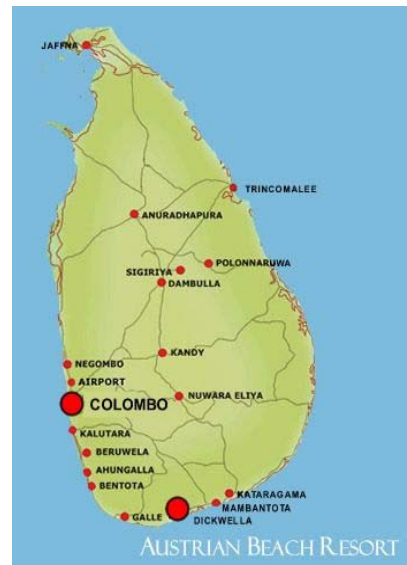 JAFFNA
TRINCOMALEE
ANURADHAPURA
POLONNARUWA
SIGIRIYA
DAMBULLA
KANDY
NEGOMBO
AIRPORT
NUWARA ELIYA
COLOMBO
KALUTARA
BERUWELA
AHUNGALLA
BENTOTA
KATARAGAMA
MAMBANTOTA
GALLE
DICKWELLA
AUSTRIAN BEACH RESORT